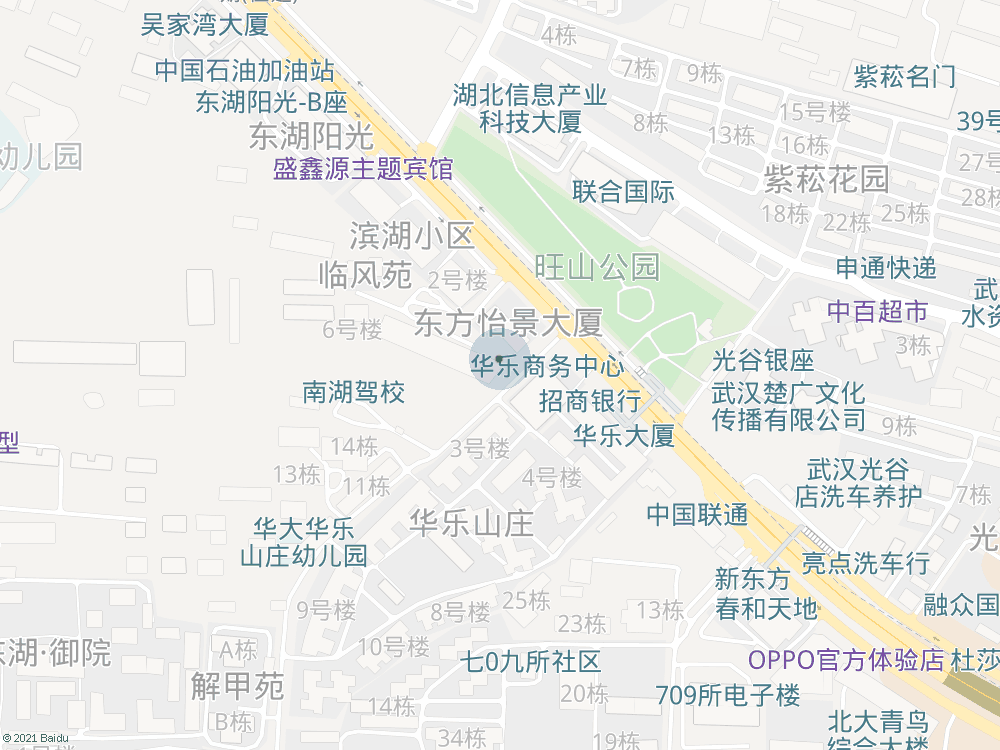 吴家湾大厦
4栋
中国石油加油站
7栋
9栋
紫菘名门
东湖阳光-B座
湖北信息产业
科技大厦
15号楼
8栋
13栋
16栋
39号
东湖阳光
幼儿园
盛鑫源主题宾馆
27号
联合国际
紫菘花园
28栋
18栋
22栋
25栋
滨湖小区
临风苑
2号楼
旺山公园
申通快递
武
水资
6号楼
东方怡景大厦
中百超市
3栋
华乐商务中心
光谷银座
南湖驾校
招商银行
武汉楚广文化
传播有限公司
9栋
型
14栋
3号楼
华乐大厦
13栋
11栋
4号楼
武汉光谷
店洗车养护
7栋
华大华乐
山庄幼儿园
华乐山庄
中国联通
光
亮点洗车行
新东方
春和天地
9号楼
8号楼
25栋
23栋
13栋
融众国
A栋
10号楼
东湖·御院
七0九所社区
OPPO官方体验店
杜莎
解甲苑
B栋
14栋
20栋
709所电子楼
34栋
北大青鸟
综合大楼
© 2021 Baidu